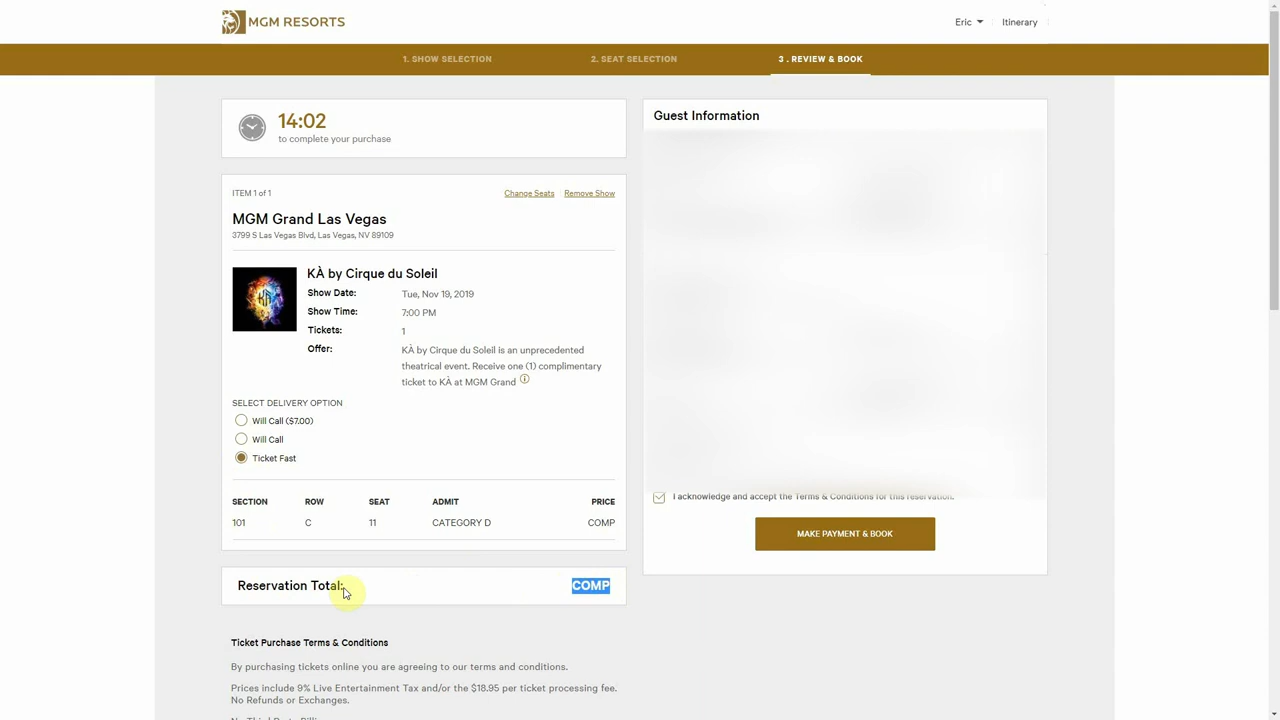 MGM RESORTS
Eric
Itinerary
1. SHOW SELECTION
2. SEAT SELECTION
3 . REVIEW & BOOK
14:02
to complete your purchase
ITEM 1 of 1
Change Seats
Remove Show
MGM Grand Las Vegas
3799 S Las Vegas Blvd, Las Vegas, NV 89109
KÀ
KÀ by Cirque du Soleil
Show Date: Tue, Nov 19, 2019
Show Time: 7:00 PM
Tickets: 1
Offer: KÀ by Cirque du Soleil is an unprecedented
theatrical event. Receive one (1) complimentary
ticket to KÀ at MGM Grand
SELECT DELIVERY OPTION
Will Call ($7.00)
Will Call
Ticket Fast
SECTION ROW SEAT ADMIT PRICE
101 C 11 CATEGORY D COMP
Reservation Total: COMP
Ticket Purchase Terms & Conditions
By purchasing tickets online you are agreeing to our terms and conditions.
Prices include 9% Live Entertainment Tax and/or the $18.95 per ticket processing fee.
No Refunds or Exchanges.
Guest Information
I acknowledge and accept the Terms & Conditions for this reservation.
MAKE PAYMENT & BOOK